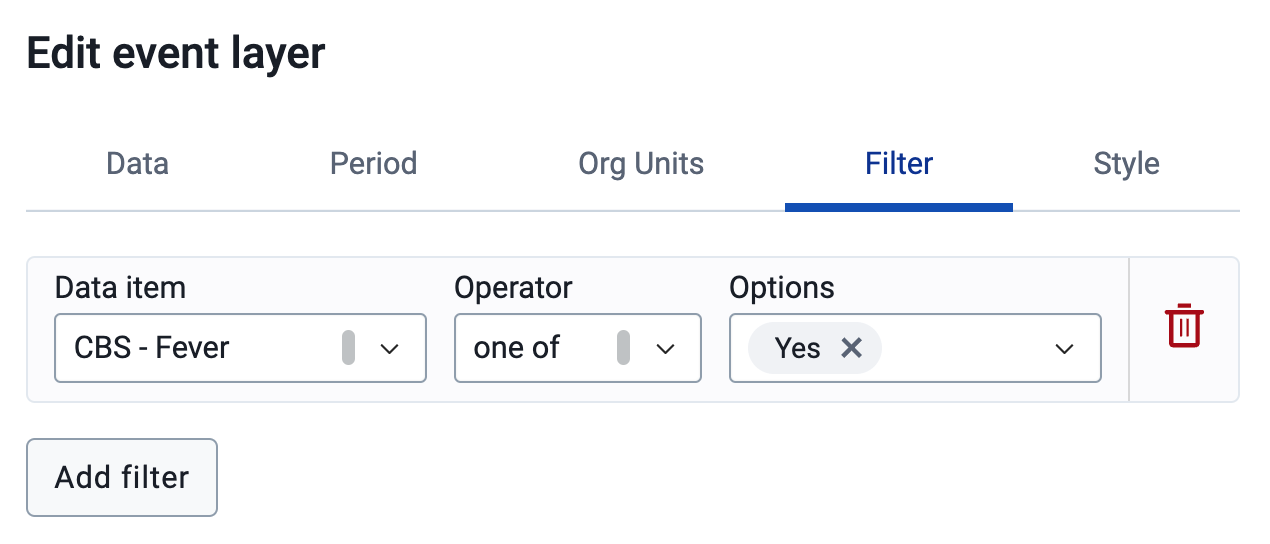 Edit event layer
Data Period Org Units Filter Style
Data item Operator Options
CBS - Fever one of Yes
Add filter